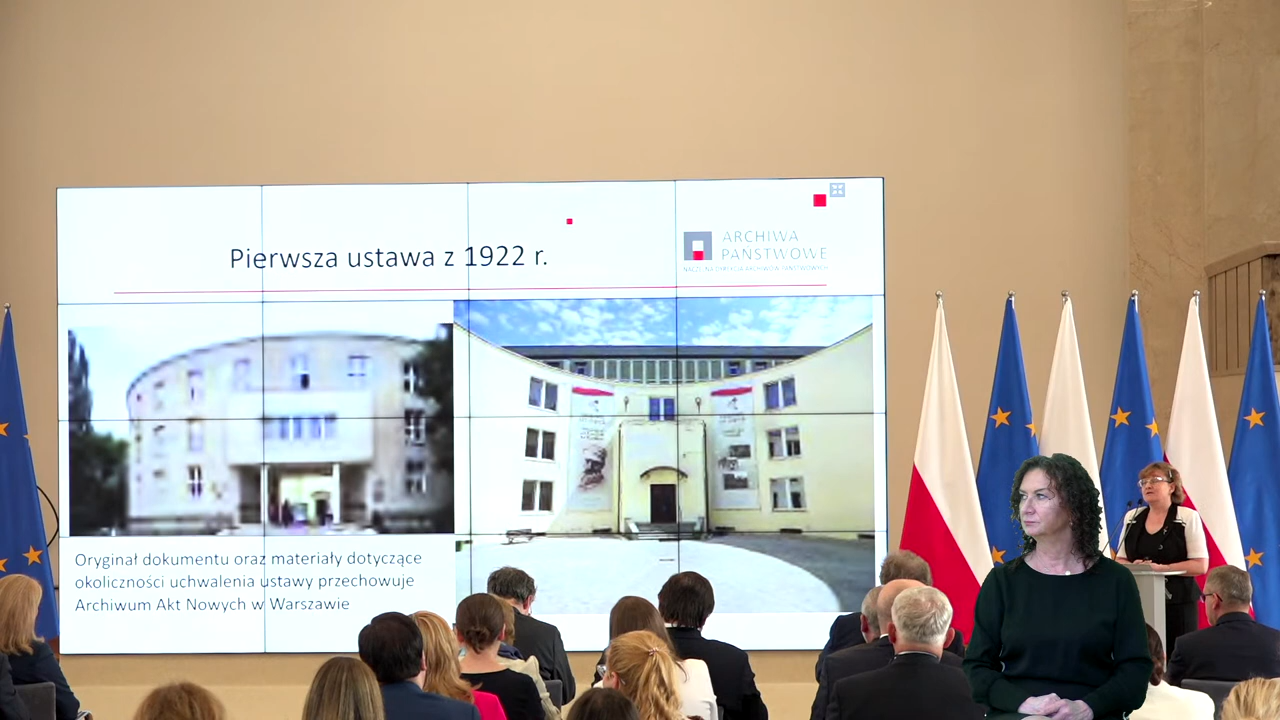 Pierwsza ustawa z 1922 r.
ARCHIWA
PAŃSTWOWE
Oryginał dokumentu oraz materiały dotyczące
okoliczności uchwalenia ustawy przechowuje
Archiwum Akt Nowych w Warszawie